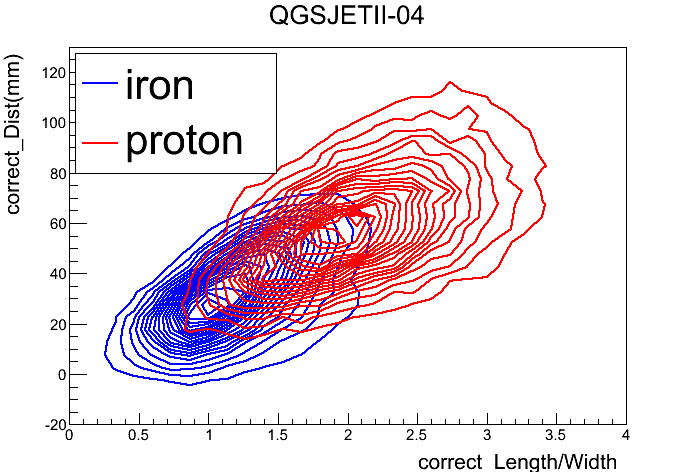 QGSJETII-04
correct_Dist(mm)
iron
proton
120
100
80
60
40
20
0
-20
0 0.5 1 1.5 2 2.5 3 3.5 4
correct_Length/Width